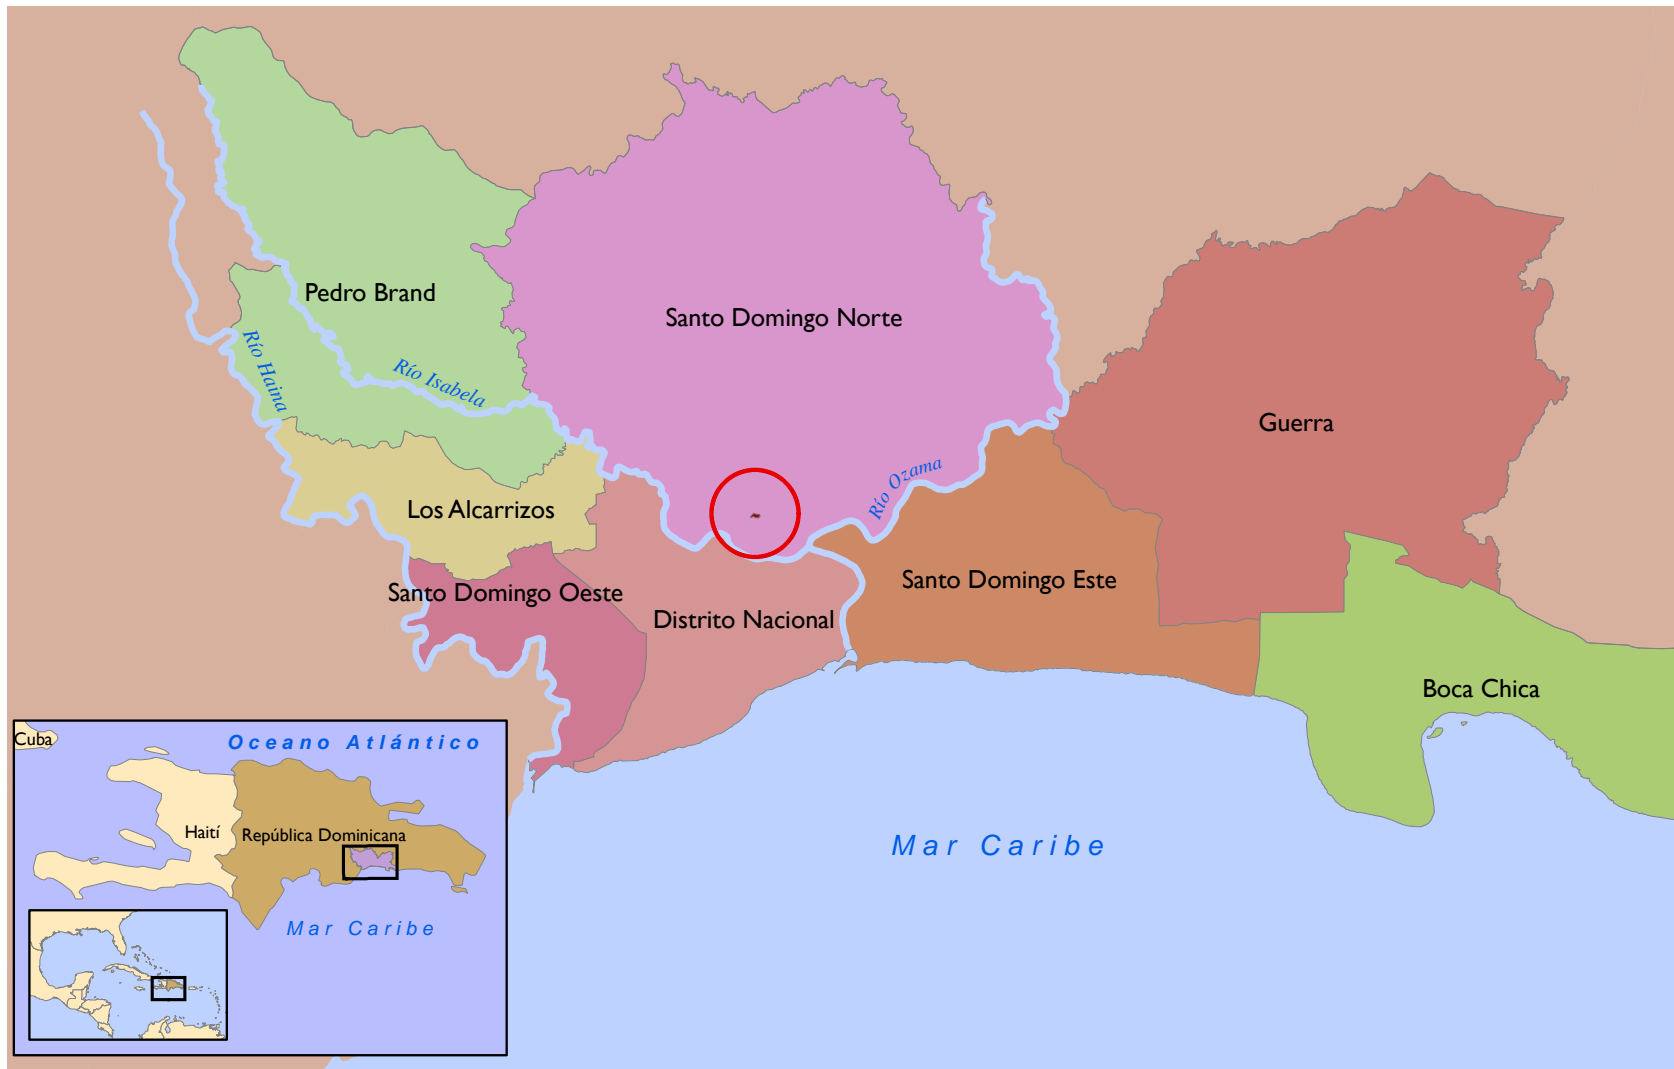 Pedro Brand
Santo Domingo Norte
Río Haina
Río Isabela
Guerra
Río Ozama
Los Alcarrizos
Santo Domingo Este
Santo Domingo Oeste
Distrito Nacional
Boca Chica
Mar Caribe
Cuba
Oceano Atlántico
Haití
República Dominicana
Mar Caribe